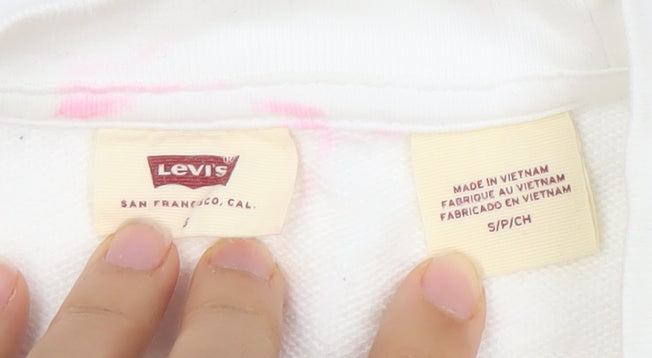 LEVI'S®
SAN FRANCISCO, CAL.
S
MADE IN VIETNAM
FABRIQUE AU VIETNAM
FABRICADO EN VIETNAM
S/P/CH